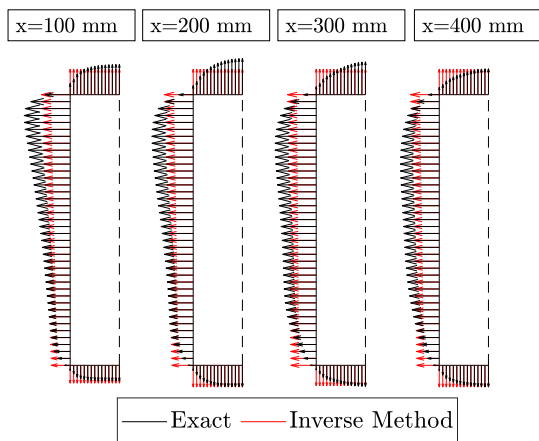 x=100 mm
x=200 mm
x=300 mm
x=400 mm
Exact
Inverse Method